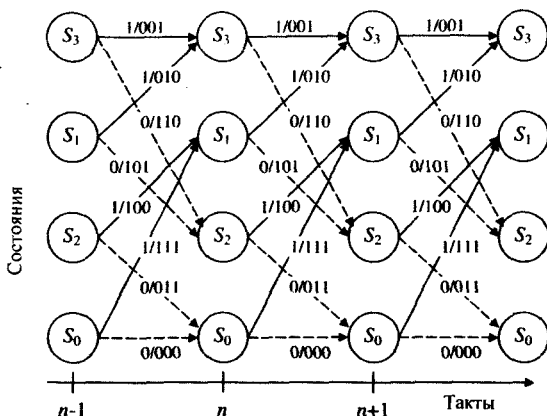 S3 1/001 S3 1/001 S3 1/001 S3
1/010 1/010 1/010
0/110 0/110 0/110
S1 S1 S1 S1
0/101 0/101 0/101
1/100 1/100 1/100
S2 S2 S2 S2
1/111 1/111 1/111
0/011 0/011 0/011
S0 S0 S0 S0
0/000 0/000 0/000
Состояния
n-1 n n+1 Такты